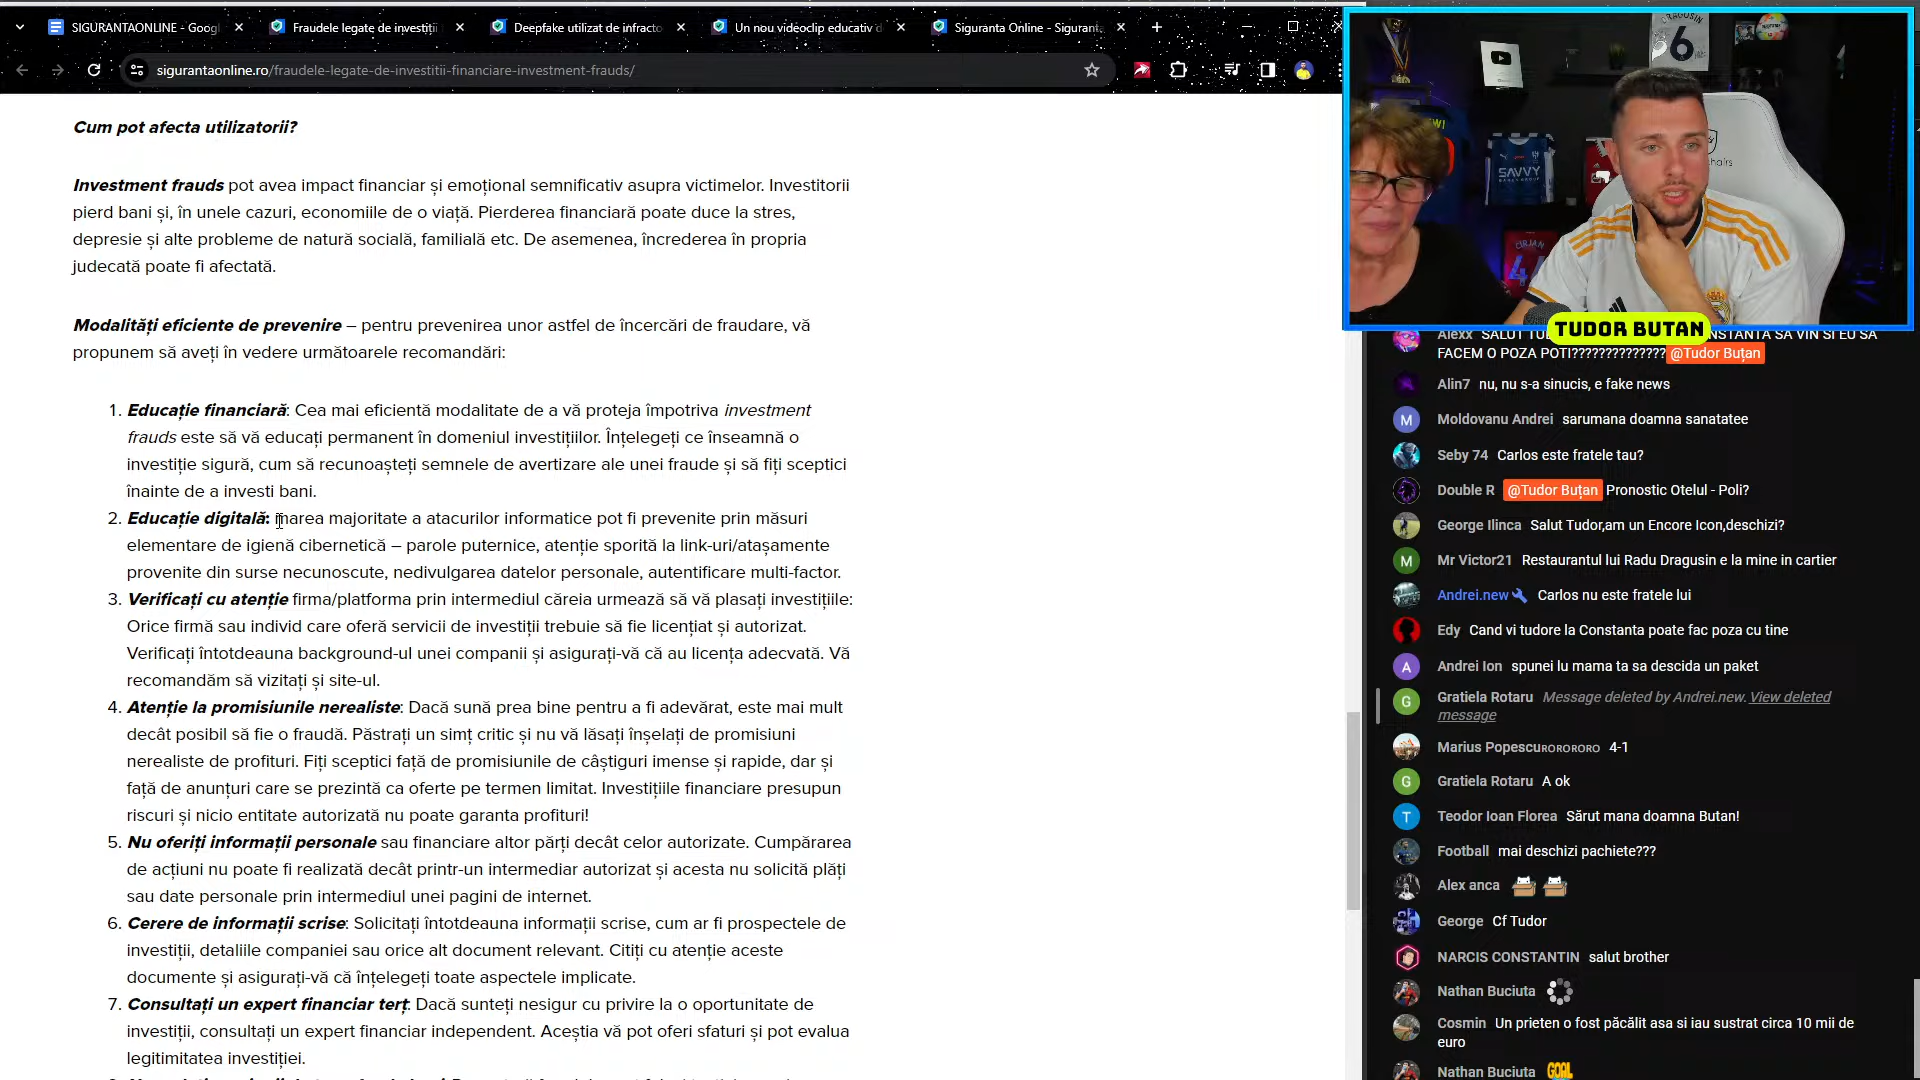 SIGURANTAONLINE - Googl
Fraudele legate de investiții
Deepfake utilizat de infracto
Un nou videoclip educativ d
Siguranta Online - Siguranta
sigurantaonline.ro/fraudele-legate-de-investitii-financiare-investment-frauds/
Cum pot afecta utilizatorii?
Investment frauds pot avea impact financiar și emoțional semnificativ asupra victimelor. Investitorii
pierd bani și, în unele cazuri, economiile de o viață. Pierderea financiară poate duce la stres,
depresie și alte probleme de natură socială, familială etc. De asemenea, încrederea în propria
judecată poate fi afectată.
Modalități eficiente de prevenire – pentru prevenirea unor astfel de încercări de fraudare, vă
propunem să aveți în vedere următoarele recomandări:
1. Educație financiară: Cea mai eficientă modalitate de a vă proteja împotriva investment
frauds este să vă educați permanent în domeniul investițiilor. Înțelegeți ce înseamnă o
investiție sigură, cum să recunoașteți semnele de avertizare ale unei fraude și să fiți sceptici
înainte de a investi bani.
2. Educație digitală: marea majoritate a atacurilor informatice pot fi prevenite prin măsuri
elementare de igienă cibernetică – parole puternice, atenție sporită la link-uri/atașamente
provenite din surse necunoscute, nedivulgarea datelor personale, autentificare multi-factor.
3. Verificați cu atenție firma/platforma prin intermediul căreia urmează să vă plasați investițiile:
Orice firmă sau individ care oferă servicii de investiții trebuie să fie licențiat și autorizat.
Verificați întotdeauna background-ul unei companii și asigurați-vă că au licența adecvată. Vă
recomandăm să vizitați și site-ul.
4. Atenție la promisiunile nerealiste: Dacă sună prea bine pentru a fi adevărat, este mai mult
decât posibil să fie o fraudă. Păstrați un simț critic și nu vă lăsați înșelați de promisiuni
nerealiste de profituri. Fiți sceptici față de promisiunile de câștiguri imense și rapide, dar și
față de anunțuri care se prezintă ca oferte pe termen limitat. Investițiile financiare presupun
riscuri și nicio entitate autorizată nu poate garanta profituri!
5. Nu oferiți informații personale sau financiare altor părți decât celor autorizate. Cumpărarea
de acțiuni nu poate fi realizată decât printr-un intermediar autorizat și acesta nu solicită plăți
sau date personale prin intermediul unei pagini de internet.
6. Cerere de informații scrise: Solicitați întotdeauna informații scrise, cum ar fi prospectele de
investiții, detaliile companiei sau orice alt document relevant. Citiți cu atenție aceste
documente și asigurați-vă că înțelegeți toate aspectele implicate.
7. Consultați un expert financiar terț: Dacă sunteți nesigur cu privire la o oportunitate de
investiții, consultați un expert financiar independent. Aceștia vă pot oferi sfaturi și pot evalua
legitimitatea investiției.
DRAGUSIN
6
SAVVY
CIRJAN
chairs
TUDOR BUTAN
Alexx SALUT TUD NSTANTA SA VIN SI EU SA
FACEM O POZA POTI?????????????? @Tudor Buțan
Alin7 nu, nu s-a sinucis, e fake news
M Moldovanu Andrei sarumana doamna sanatatee
Seby 74 Carlos este fratele tau?
Double R @Tudor Buțan Pronostic Otelul - Poli?
George Ilinca Salut Tudor,am un Encore Icon,deschizi?
M Mr Victor21 Restaurantul lui Radu Dragusin e la mine in cartier
Andrei.new Carlos nu este fratele lui
Edy Cand vi tudore la Constanta poate fac poza cu tine
A Andrei Ion spunei lu mama ta sa descida un paket
G Gratiela Rotaru Message deleted by Andrei.new. View deleted
message
Marius Popescuʀᴏʀᴏʀᴏʀᴏ 4-1
G Gratiela Rotaru A ok
T Teodor Ioan Florea Sărut mana doamna Butan!
Football mai deschizi pachiete???
Alex anca
George Cf Tudor
NARCIS CONSTANTIN salut brother
Nathan Buciuta
Cosmin Un prieten o fost păcălit asa si iau sustrat circa 10 mii de
euro
Nathan Buciuta GOAL